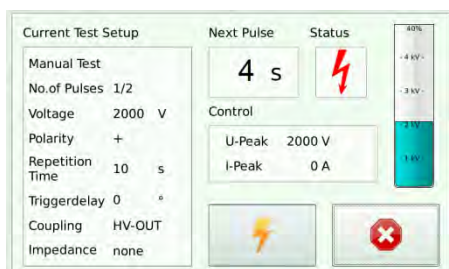 Current Test Setup
Manual Test
No.of Pulses 1/2
Voltage 2000 V
Polarity +
Repetition
Time 10 s
Triggerdelay 0 °
Coupling HV-OUT
Impedance none
Next Pulse
4 s
Status
Control
U-Peak 2000 V
i-Peak 0 A
40%
- 4 kV -
- 3 kV -
- 2 kV -
- 1 kV -